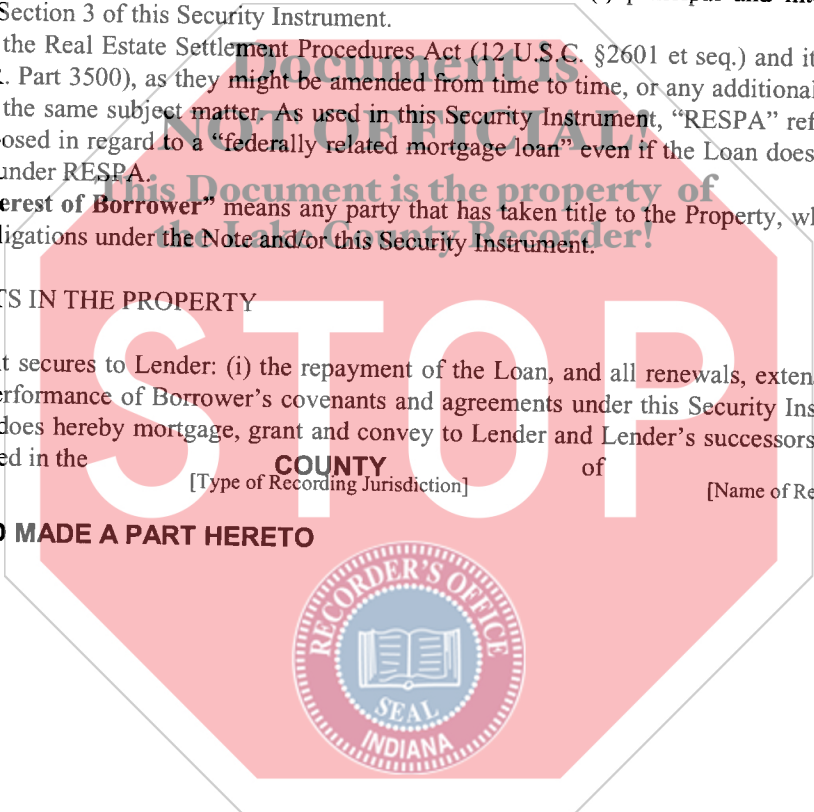 Section 3 of this Security Instrument.
the Real Estate Settlement Procedures Act (12 U.S.C. §2601 et seq.) and it
. Part 3500), as they might be amended from time to time, or any additional
the same subject matter. As used in this Security Instrument, “RESPA” ref
osed in regard to a “federally related mortgage loan” even if the Loan does
under RESPA.
erest of Borrower” means any party that has taken title to the Property, wh
ligations under the Note and/or this Security Instrument.
Document is
NOT OFFICIAL!
This Document is the property of
the Lake County Recorder!
TS IN THE PROPERTY
STOP
t secures to Lender: (i) the repayment of the Loan, and all renewals, exten
erformance of Borrower’s covenants and agreements under this Security Ins
does hereby mortgage, grant and convey to Lender and Lender’s successors
ed in the COUNTY of
[Type of Recording Jurisdiction] [Name of Re
D MADE A PART HERETO
RECORDER'S OFFICE
SEAL
INDIANA